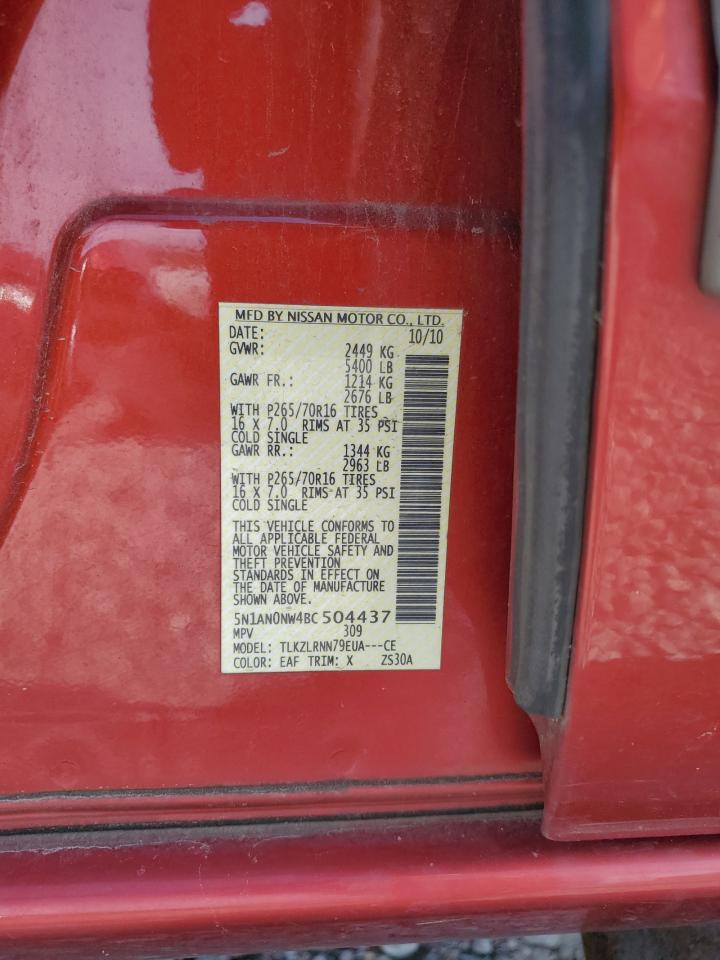 MFD BY NISSAN MOTOR CO., LTD.
DATE: 10/10
GVWR: 2449 KG
5400 LB
GAWR FR.: 1214 KG
2676 LB
WITH P265/70R16 TIRES
16 X 7.0 RIMS AT 35 PSI
COLD SINGLE
GAWR RR.: 1344 KG
2963 LB
WITH P265/70R16 TIRES
16 X 7.0 RIMS AT 35 PSI
COLD SINGLE
THIS VEHICLE CONFORMS TO
ALL APPLICABLE FEDERAL
MOTOR VEHICLE SAFETY AND
THEFT PREVENTION
STANDARDS IN EFFECT ON
THE DATE OF MANUFACTURE
SHOWN ABOVE.
5N1AN0NW4BC504437
MPV 309
MODEL: TLKZLRNN79EUA---CE
COLOR: EAF TRIM: X ZS30A